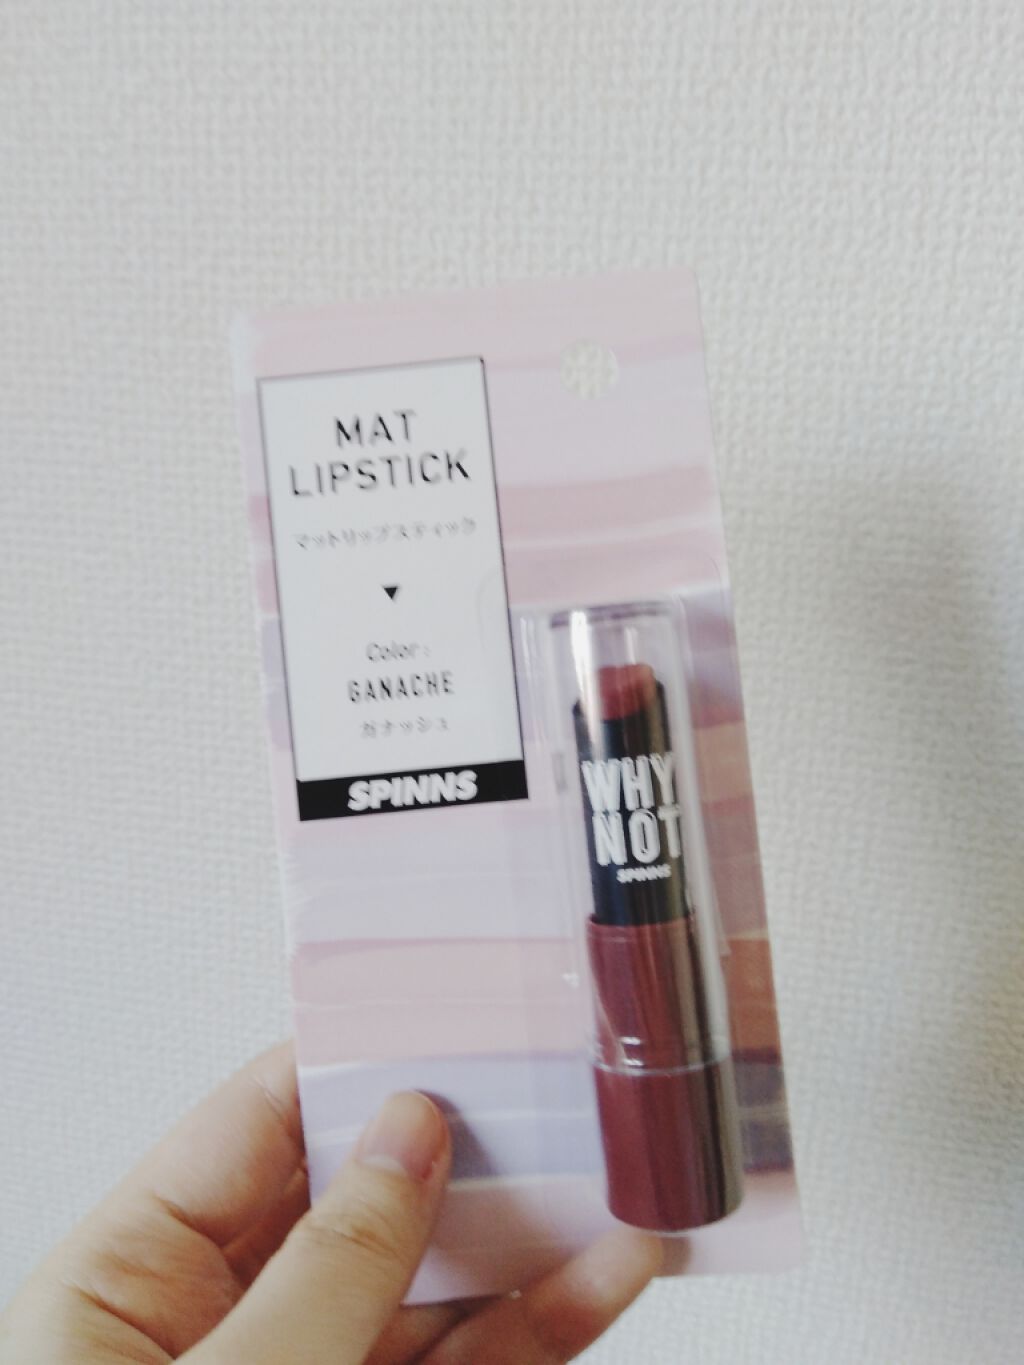 MAT
LIPSTICK
マットリップスティック
▼
Color:
GANACHE
ガナッシュ
SPINNS
WHY
NOT
SPINNS